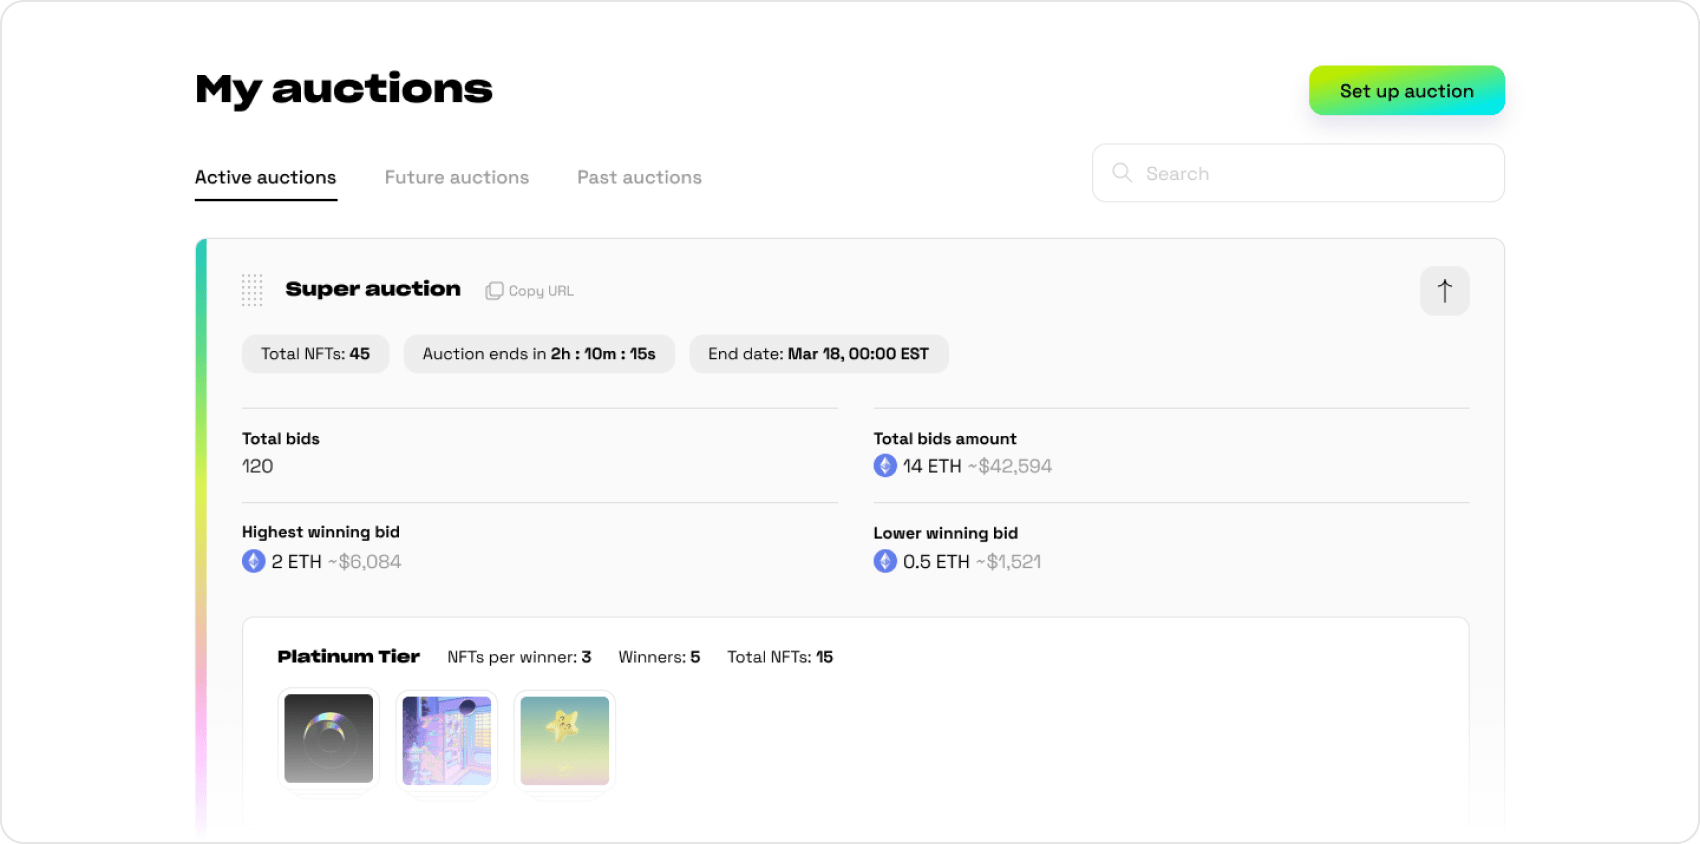 My auctions
Set up auction
Active auctions Future auctions Past auctions
Search
Super auction Copy URL
Total NFTs: 45 Auction ends in 2h : 10m : 15s End date: Mar 18, 00:00 EST
Total bids
120
Total bids amount
14 ETH ~$42,594
Highest winning bid
2 ETH ~$6,084
Lower winning bid
0.5 ETH ~$1,521
Platinum Tier NFTs per winner: 3 Winners: 5 Total NFTs: 15